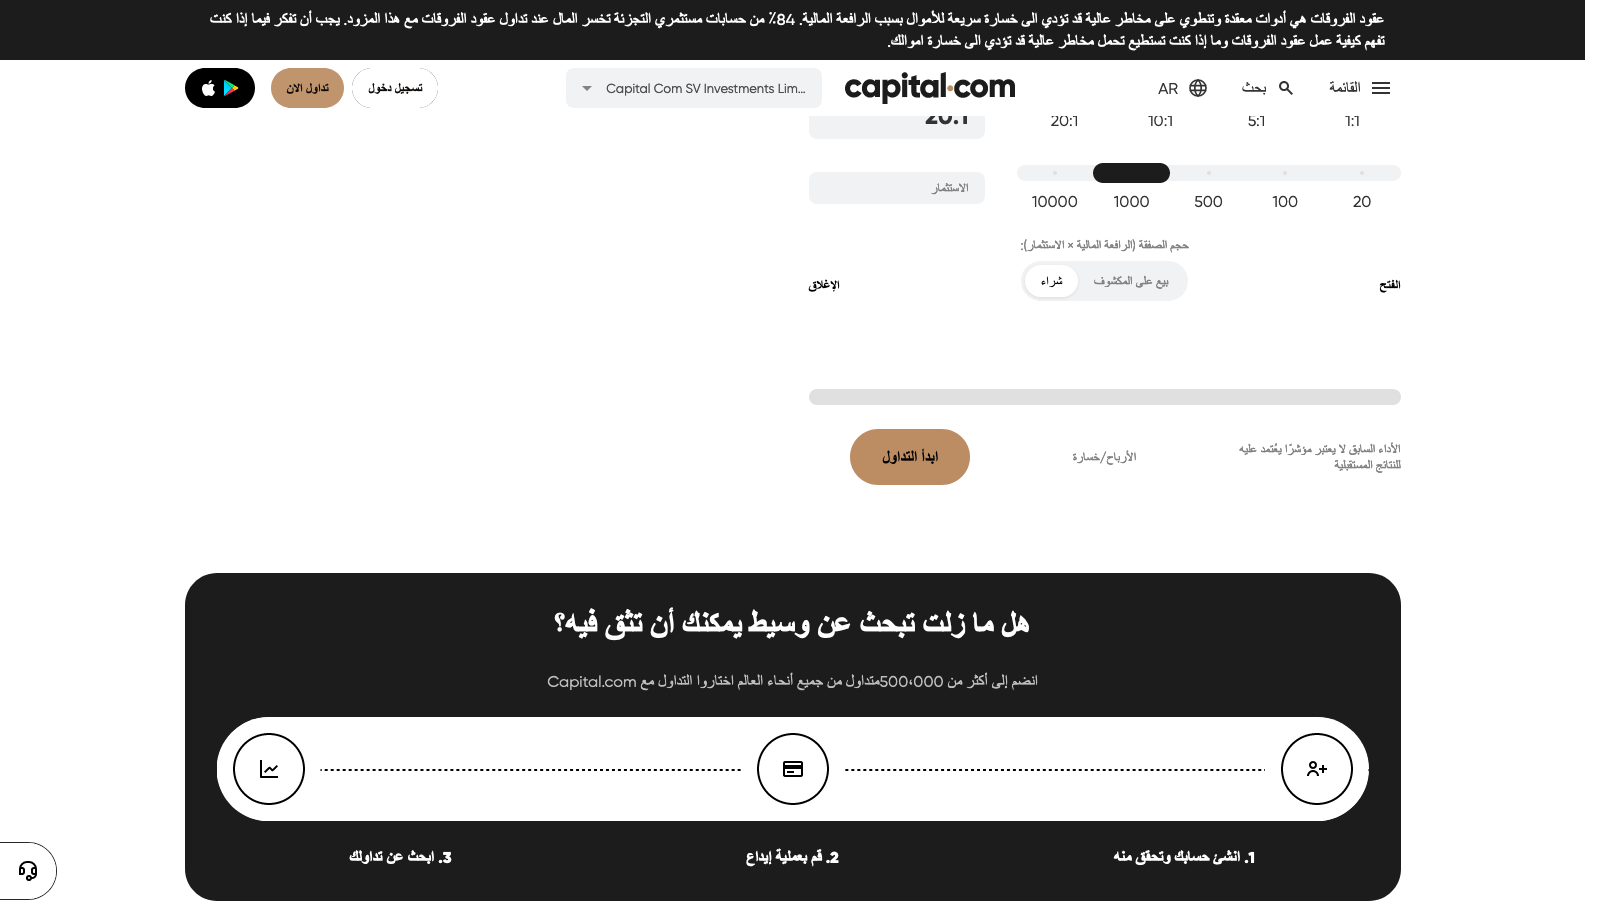 عقود الفروقات هي أدوات معقدة وتنطوي على مخاطر عالية قد تؤدي الى خسارة سريعة للأموال بسبب الرافعة المالية. 84٪ من حسابات مستثمري التجزئة تخسر المال عند تداول عقود الفروقات مع هذا المزود. يجب أن تفكر فيما إذا كنت
تفهم كيفية عمل عقود الفروقات وما إذا كنت تستطيع تحمل مخاطر عالية قد تؤدي الى خسارة اموالك.
القائمة
بحث
AR
capital.com
Capital Com SV Investments Lim...
تسجيل دخول
تداول الان
1:1
5:1
10:1
20:1
20:1
20
100
500
1000
10000
الاستثمار
حجم الصفقة (الرافعة المالية × الاستثمار):
الفتح
بيع على المكشوف
شراء
الإغلاق
الأداء السابق لا يعتبر مؤشرًا يعُتمد عليه
للنتائج المستقبلية
الأرباح/خسارة
ابدأ التداول
هل ما زلت تبحث عن وسيط يمكنك أن تثق فيه؟
انضم إلى أكثر من 500،000متداول من جميع أنحاء العالم اختاروا التداول مع Capital.com
1. انشئ حسابك وتحقق منه
2. قم بعملية إيداع
3. ابحث عن تداولك